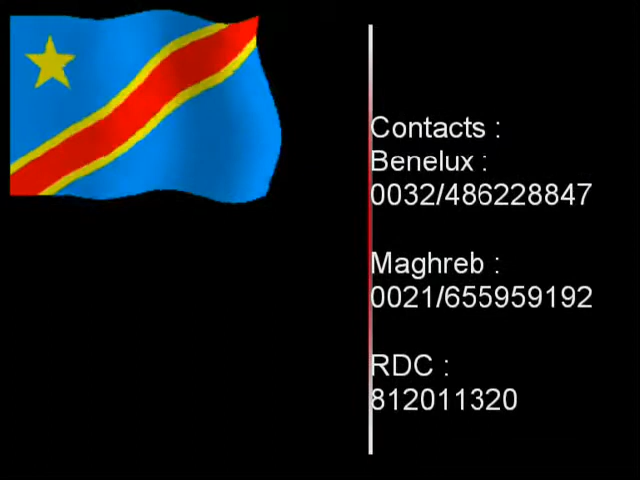 Contacts :
Benelux :
0032/486228847
Maghreb :
0021/655959192
RDC :
812011320